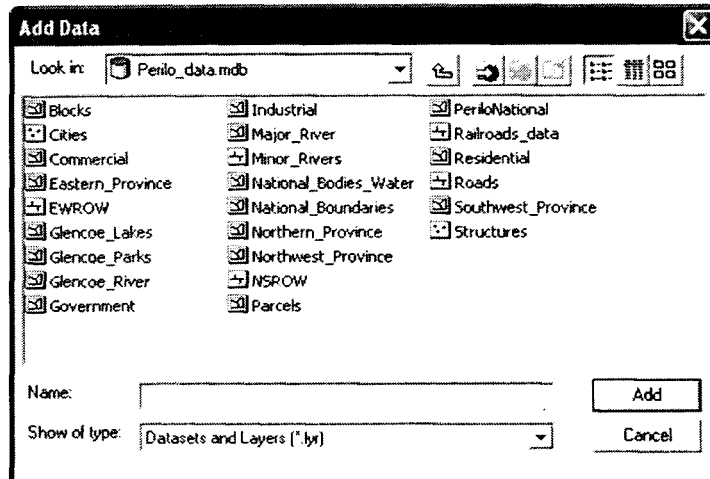 Add Data
Look in: Perilo_data.mdb
Blocks
Cities
Commercial
Eastern_Province
EWROW
Glencoe_Lakes
Glencoe_Parks
Glencoe_River
Government
Industrial
Major_River
Minor_Rivers
National_Bodies_Water
National_Boundaries
Northern_Province
Northwest_Province
NSROW
Parcels
PeriloNational
Railroads_data
Residential
Roads
Southwest_Province
Structures
Name:
Add
Show of type: Datasets and Layers (*.lyr)
Cancel